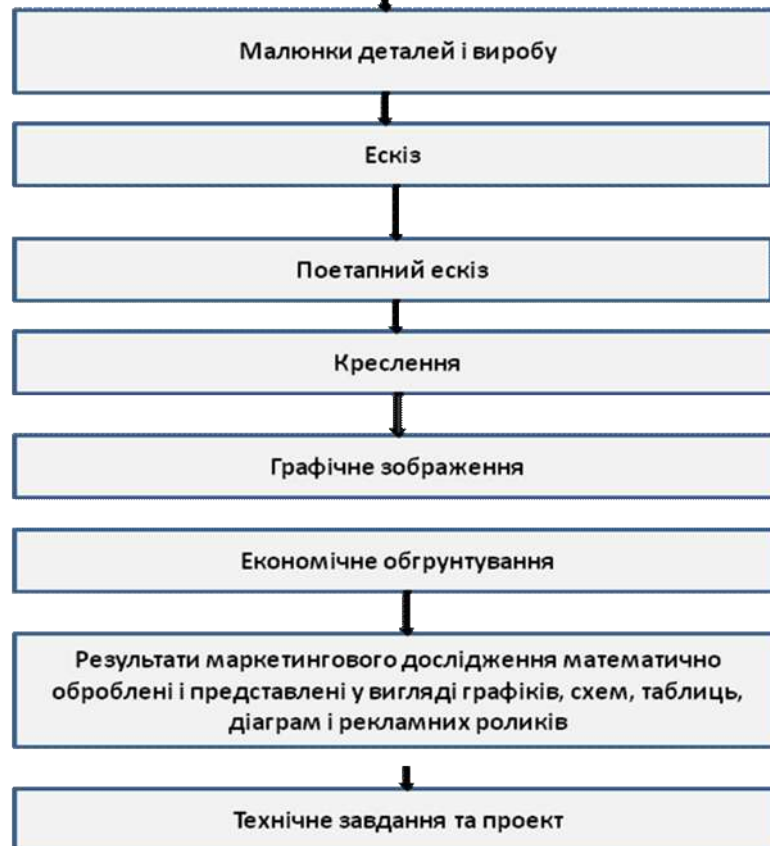 Малюнки деталей і виробу
Ескіз
Поетапний ескіз
Креслення
Графічне зображення
Економічне обгрунтування
Результати маркетингового дослідження математично
оброблені і представлені у вигляді графіків, схем, таблиць,
діаграм і рекламних роликів
Технічне завдання та проект